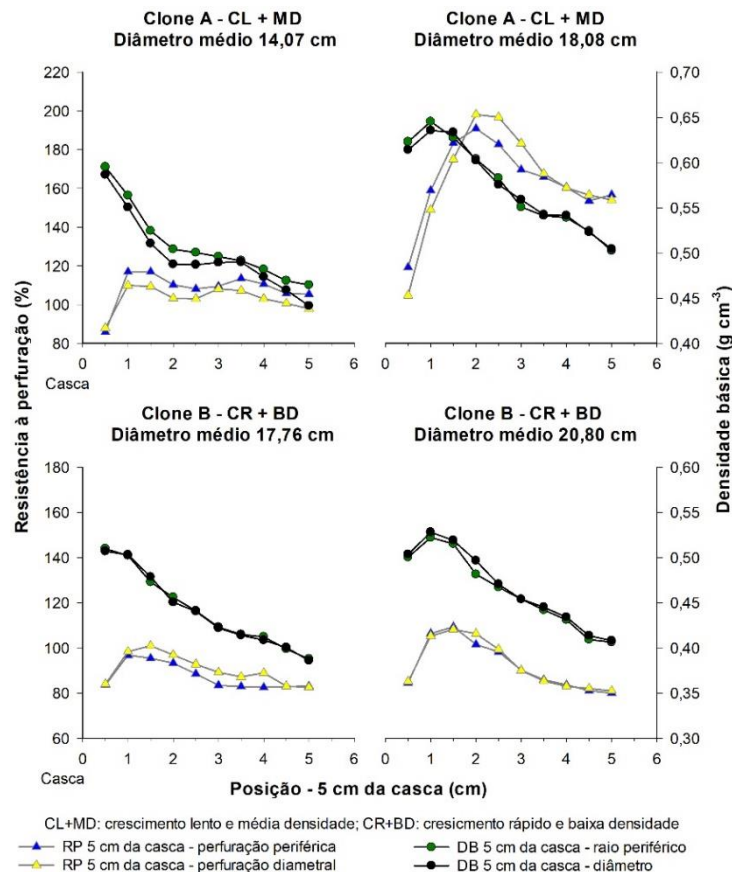 Clone A - CL + MD
Diâmetro médio 14,07 cm
Clone A - CL + MD
Diâmetro médio 18,08 cm
220
200
180
160
140
120
100
80
0 1 2 3 4 5 6
Casca
0,70
0,65
0,60
0,55
0,50
0,45
0,40
0 1 2 3 4 5 6
Resistência à perfuração (%)
Densidade básica (g cm⁻³)
Clone B - CR + BD
Diâmetro médio 17,76 cm
Clone B - CR + BD
Diâmetro médio 20,80 cm
180
160
140
120
100
80
60
0 1 2 3 4 5 6
Casca
0,60
0,55
0,50
0,45
0,40
0,35
0,30
0 1 2 3 4 5 6
Posição - 5 cm da casca (cm)
CL+MD: crescimento lento e média densidade; CR+BD: cresicmento rápido e baixa densidade
RP 5 cm da casca - perfuração periférica
DB 5 cm da casca - raio periférico
RP 5 cm da casca - perfuração diametral
DB 5 cm da casca - diâmetro